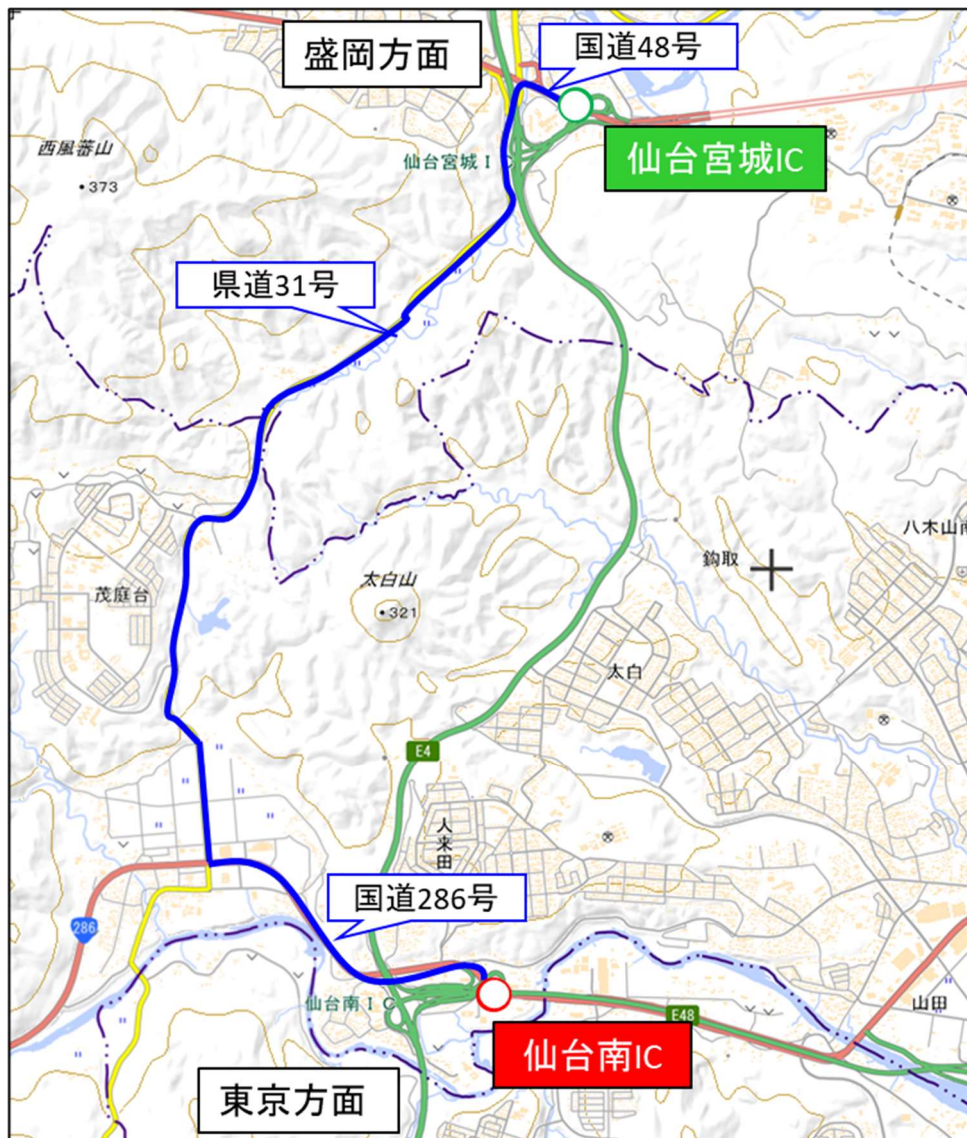 盛岡方面
国道48号
仙台宮城IC
西風蕃山
・373
仙台宮城IC
県道31号
八木山南
鈎取
太白山
・321
茂庭台
太白
E4
人来田
国道286号
286
仙台南IC
E48
山田
仙台南IC
東京方面